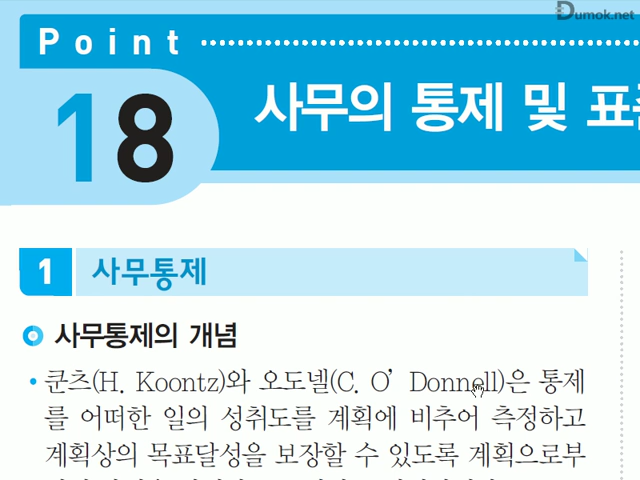 Dumok.net
Point
18
사무의 통제 및
1 사무통제
사무통제의 개념
• 쿤츠(H. Koontz)와 오도넬(C. O’ Donnell)은 통제
를 어떠한 일의 성취도를 계획에 비추어 측정하고
계획상의 목표달성을 보장할 수 있도록 계획으로부